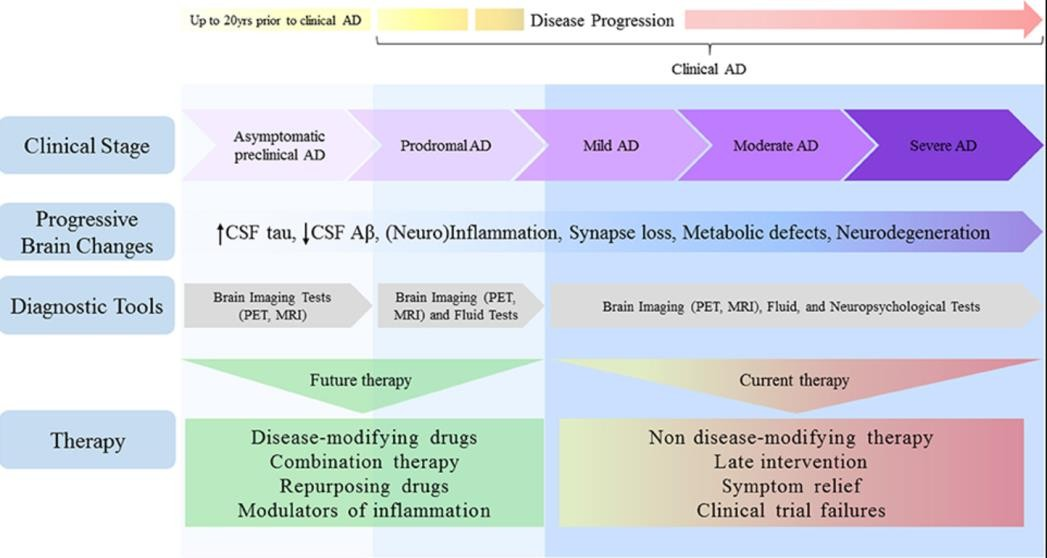 Up to 20yrs prior to clinical AD
Disease Progression
Clinical AD
Clinical Stage
Asymptomatic
preclinical AD
Prodromal AD
Mild AD
Moderate AD
Severe AD
Progressive
Brain Changes
↑CSF tau, ↓CSF Aβ, (Neuro)Inflammation, Synapse loss, Metabolic defects, Neurodegeneration
Diagnostic Tools
Brain Imaging Tests
(PET, MRI)
Brain Imaging (PET,
MRI) and Fluid Tests
Brain Imaging (PET, MRI), Fluid, and Neuropsychological Tests
Future therapy
Current therapy
Therapy
Disease-modifying drugs
Combination therapy
Repurposing drugs
Modulators of inflammation
Non disease-modifying therapy
Late intervention
Symptom relief
Clinical trial failures